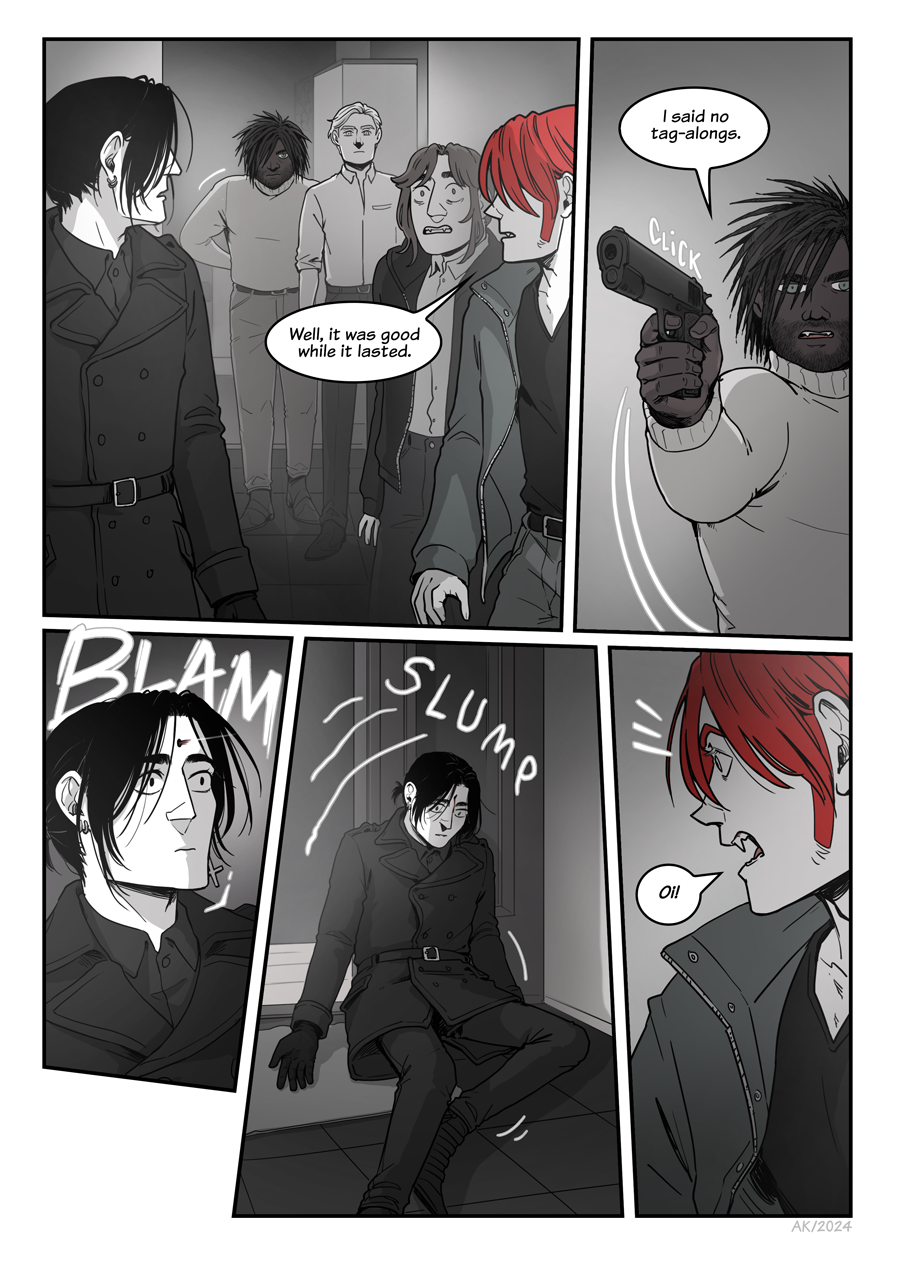 Well, it was good
while it lasted.
I said no
tag-alongs.
CLiCK
BLAM
SLUMP
Oi!
AK/2024